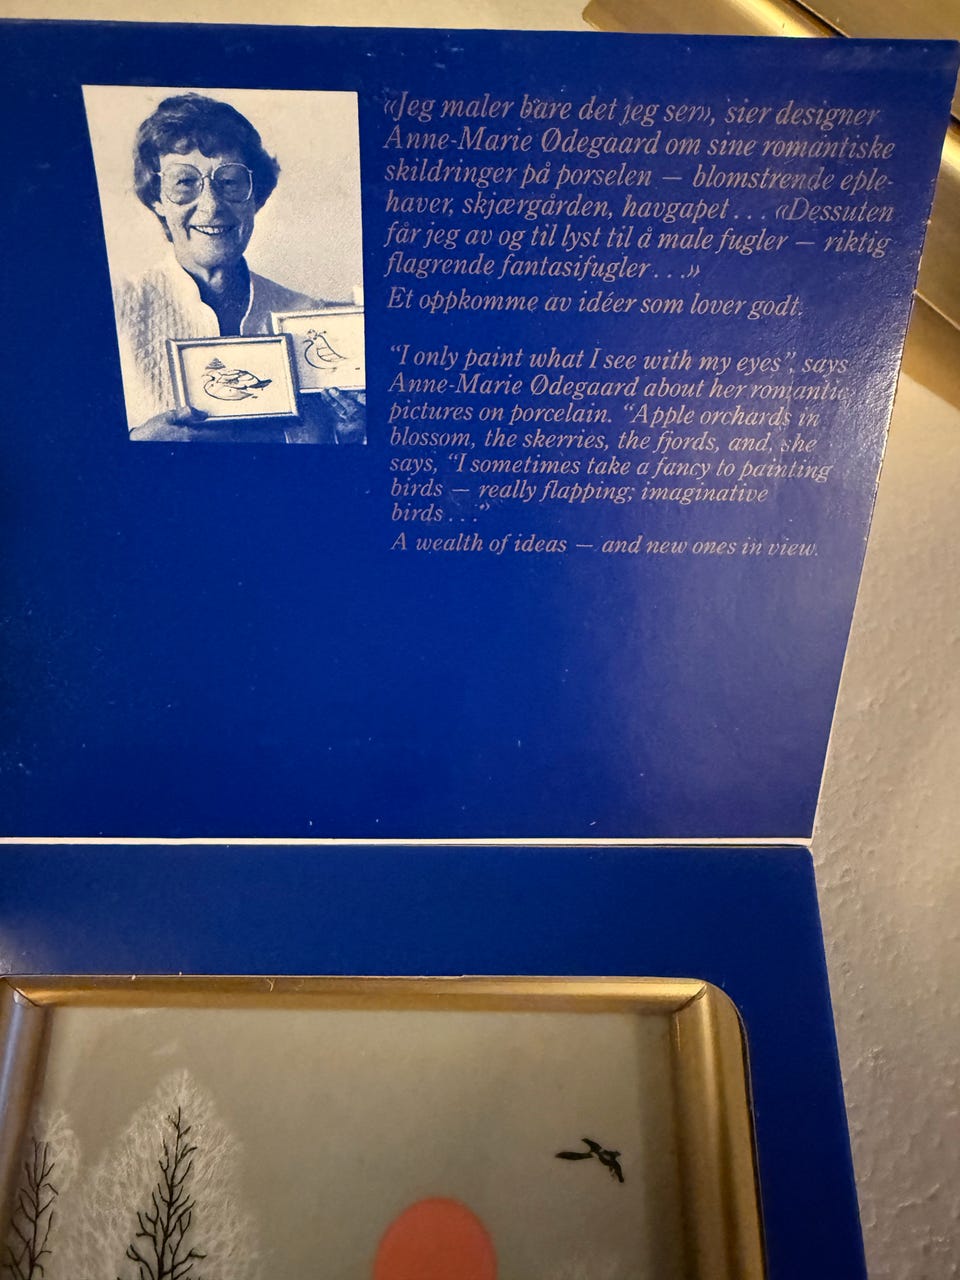 «Jeg maler bare det jeg ser», sier designer
Anne-Marie Ødegaard om sine romantiske
skildringer på porselen — blomstrende eple-
haver, skjærgården, havgapet . . . «Dessuten
får jeg av og til lyst til å male fugler — riktig
flagrende fantasifugler . . .»
Et oppkomme av idéer som lover godt.
“I only paint what I see with my eyes”, says
Anne-Marie Ødegaard about her romantic
pictures on porcelain. “Apple orchards in
blossom, the skerries, the fjords, and, she
says, “I sometimes take a fancy to painting
birds — really flapping; imaginative
birds . . .”
A wealth of ideas — and new ones in view.